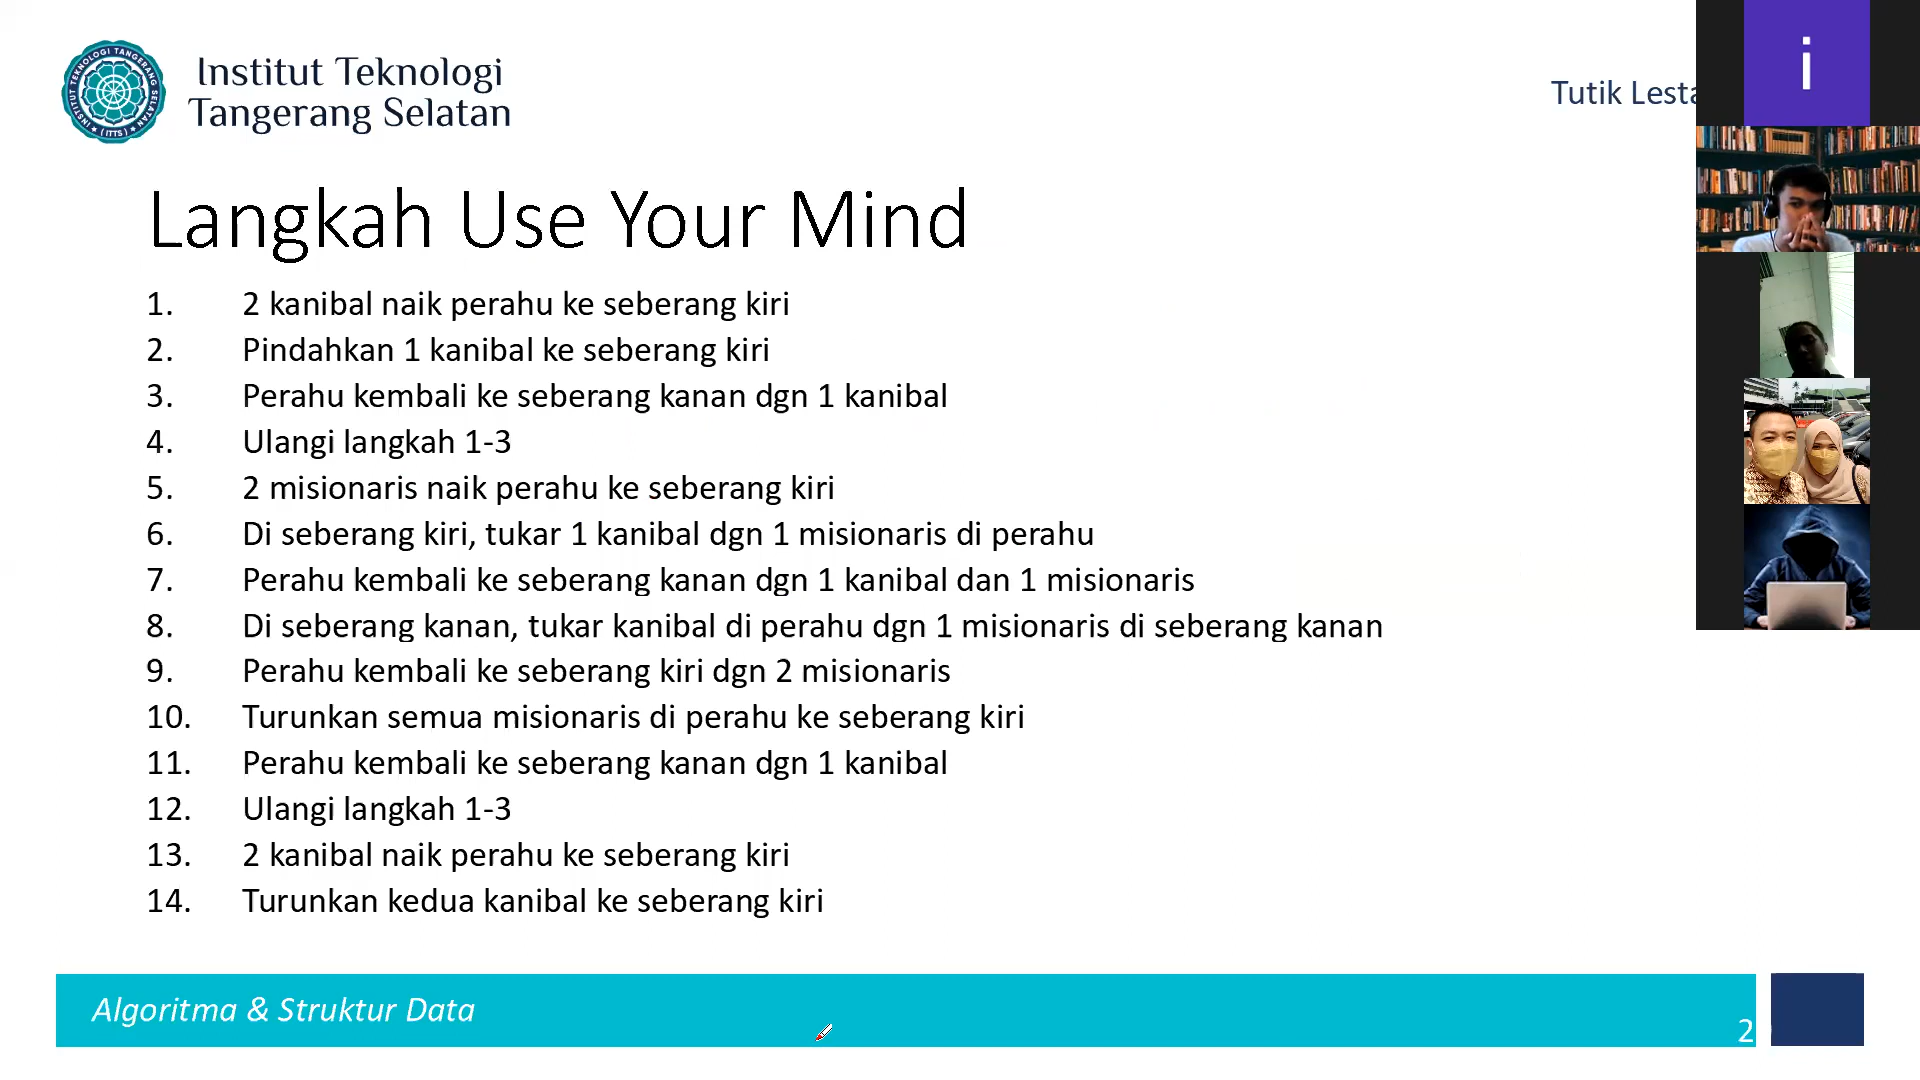 INSTITUT TEKNOLOGI TANGERANG SELATAN
(ITTS)
Institut Teknologi
Tangerang Selatan
Tutik
i
Langkah Use Your Mind
1. 2 kanibal naik perahu ke seberang kiri
2. Pindahkan 1 kanibal ke seberang kiri
3. Perahu kembali ke seberang kanan dgn 1 kanibal
4. Ulangi langkah 1-3
5. 2 misionaris naik perahu ke seberang kiri
6. Di seberang kiri, tukar 1 kanibal dgn 1 misionaris di perahu
7. Perahu kembali ke seberang kanan dgn 1 kanibal dan 1 misionaris
8. Di seberang kanan, tukar kanibal di perahu dgn 1 misionaris di seberang kanan
9. Perahu kembali ke seberang kiri dgn 2 misionaris
10. Turunkan semua misionaris di perahu ke seberang kiri
11. Perahu kembali ke seberang kanan dgn 1 kanibal
12. Ulangi langkah 1-3
13. 2 kanibal naik perahu ke seberang kiri
14. Turunkan kedua kanibal ke seberang kiri
Algoritma & Struktur Data
2